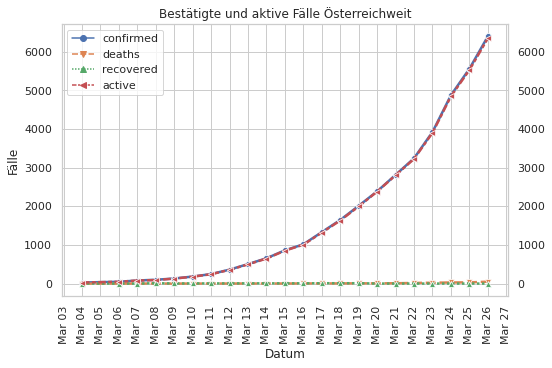 Bestätigte und aktive Fälle Österreichweit
confirmed
deaths
recovered
active
Fälle
6000
5000
4000
3000
2000
1000
0
6000
5000
4000
3000
2000
1000
0
Mar 03
Mar 04
Mar 05
Mar 06
Mar 07
Mar 08
Mar 09
Mar 10
Mar 11
Mar 12
Mar 13
Mar 14
Mar 15
Mar 16
Mar 17
Mar 18
Mar 19
Mar 20
Mar 21
Mar 22
Mar 23
Mar 24
Mar 25
Mar 26
Mar 27
Datum